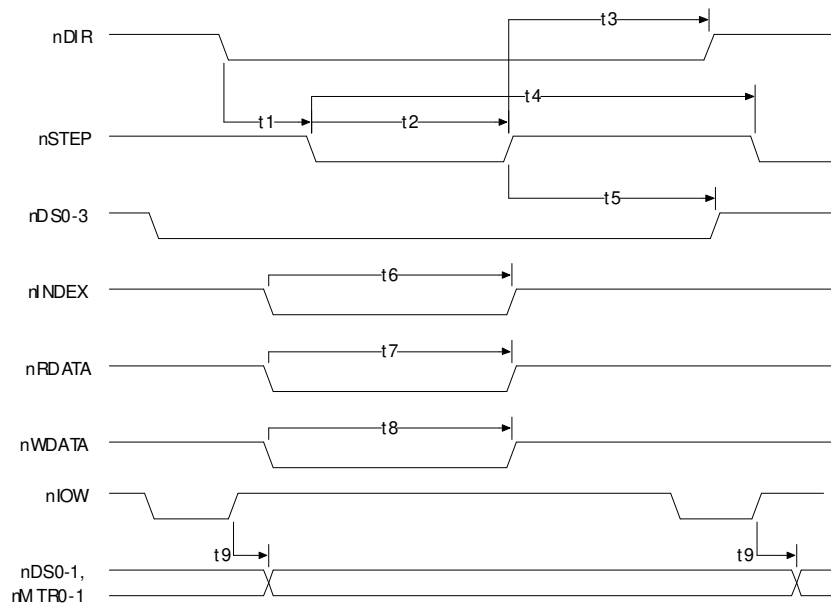 t3
nDIR
t4
t1
t2
nSTEP
t5
nDS0-3
t6
nINDEX
t7
nRDATA
t8
nWDATA
nIOW
t9
t9
nDS0-1,
nMTR0-1